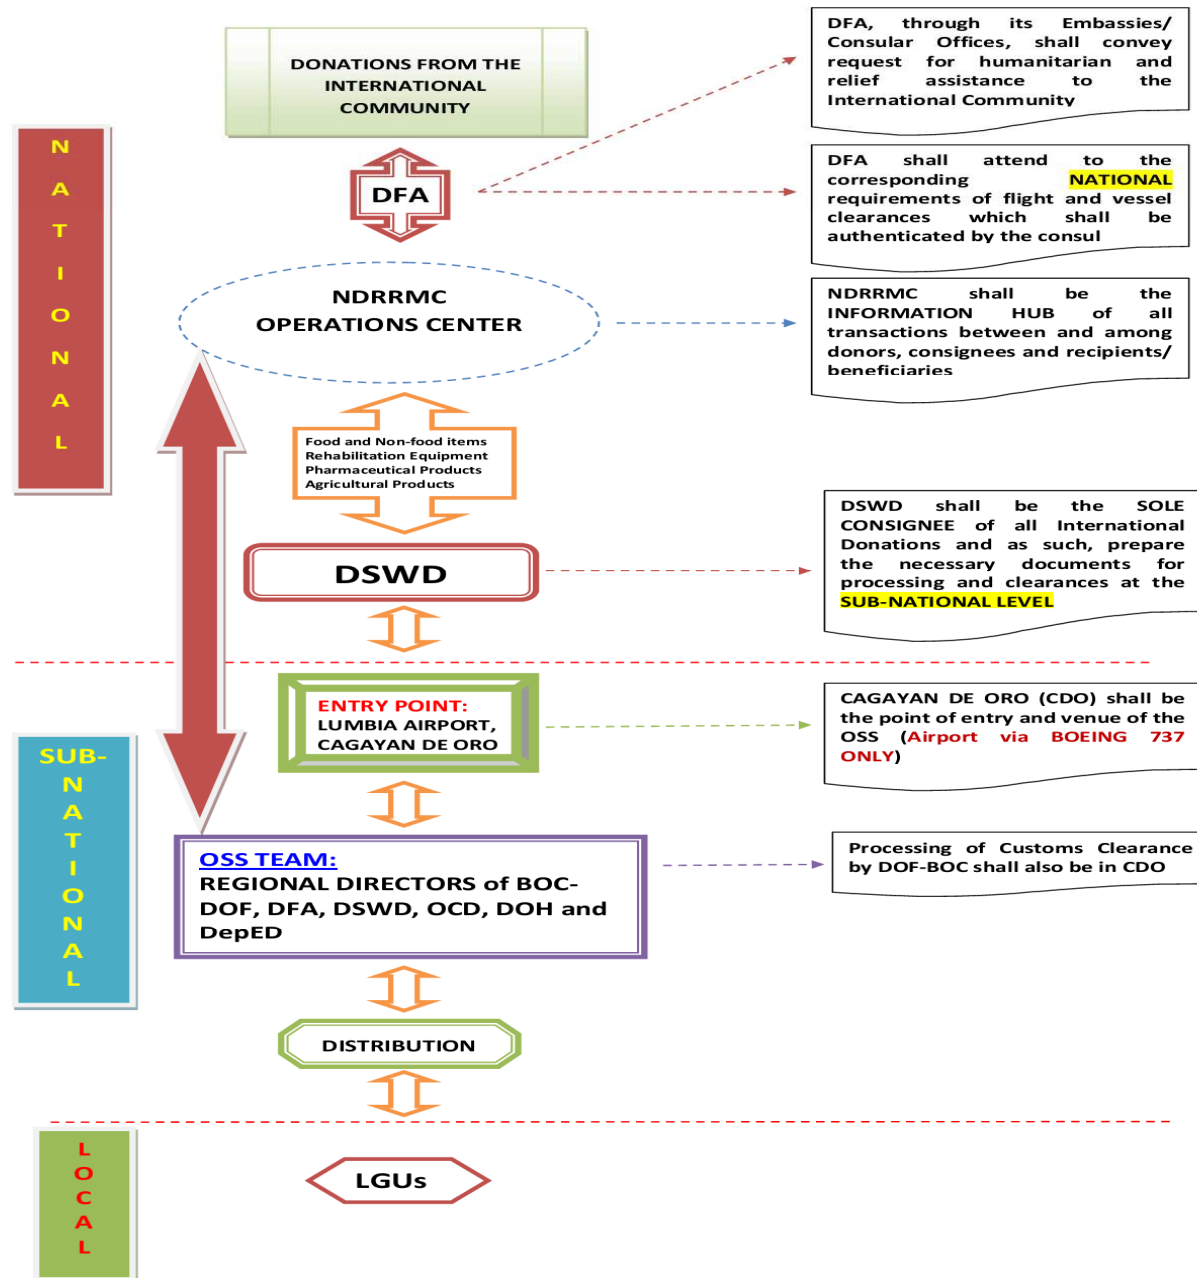 DONATIONS FROM THE
INTERNATIONAL
COMMUNITY
DFA, through its Embassies/
Consular Offices, shall convey
request for humanitarian and
relief assistance to the
International Community
NATIONAL
DFA
DFA shall attend to the
corresponding NATIONAL
requirements of flight and vessel
clearances which shall be
authenticated by the consul
NDRRMC
OPERATIONS CENTER
NDRRMC shall be the
INFORMATION HUB of all
transactions between and among
donors, consignees and recipients/
beneficiaries
Food and Non-food items
Rehabilitation Equipment
Pharmaceutical Products
Agricultural Products
DSWD
DSWD shall be the SOLE
CONSIGNEE of all International
Donations and as such, prepare
the necessary documents for
processing and clearances at the
SUB-NATIONAL LEVEL
ENTRY POINT:
LUMBIA AIRPORT,
CAGAYAN DE ORO
CAGAYAN DE ORO (CDO) shall be
the point of entry and venue of the
OSS (Airport via BOEING 737
ONLY)
SUB-
NATIONAL
OSS TEAM:
REGIONAL DIRECTORS of BOC-
DOF, DFA, DSWD, OCD, DOH and
DepED
Processing of Customs Clearance
by DOF-BOC shall also be in CDO
DISTRIBUTION
LOCAL
LGUs